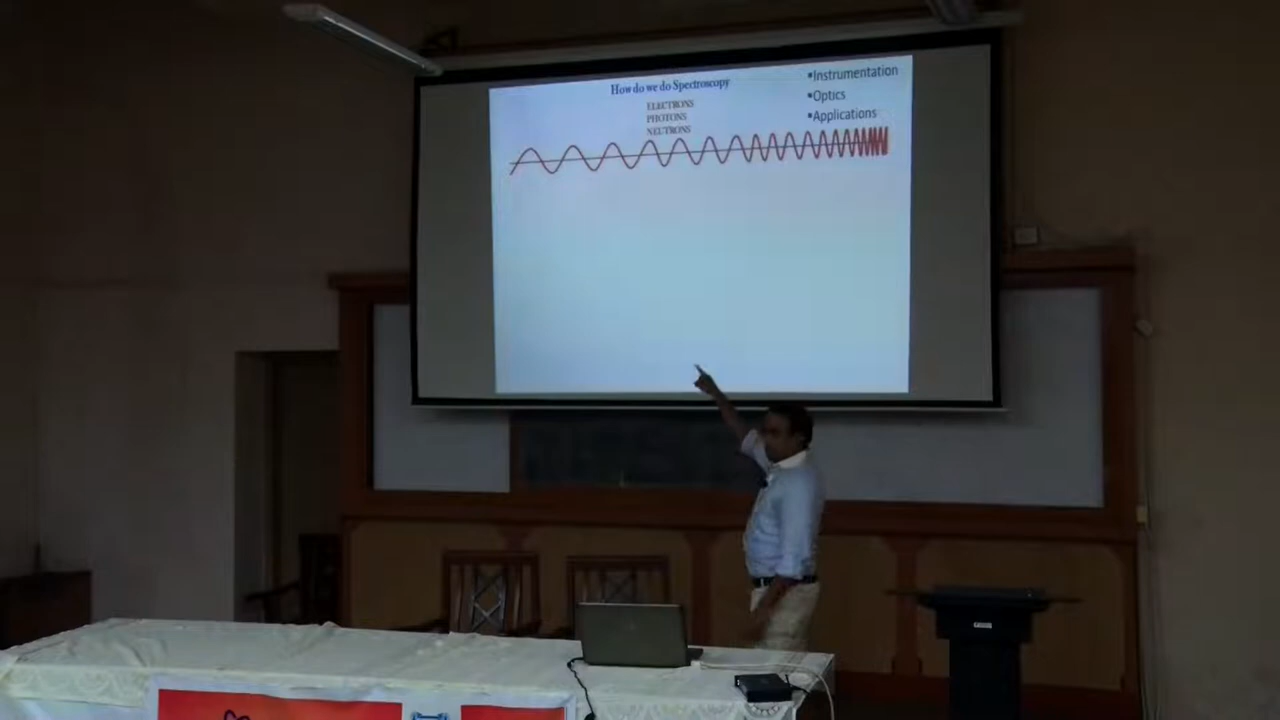 How do we do Spectroscopy
ELECTRONS
PHOTONS
NEUTRONS
▪Instrumentation
▪Optics
▪Applications